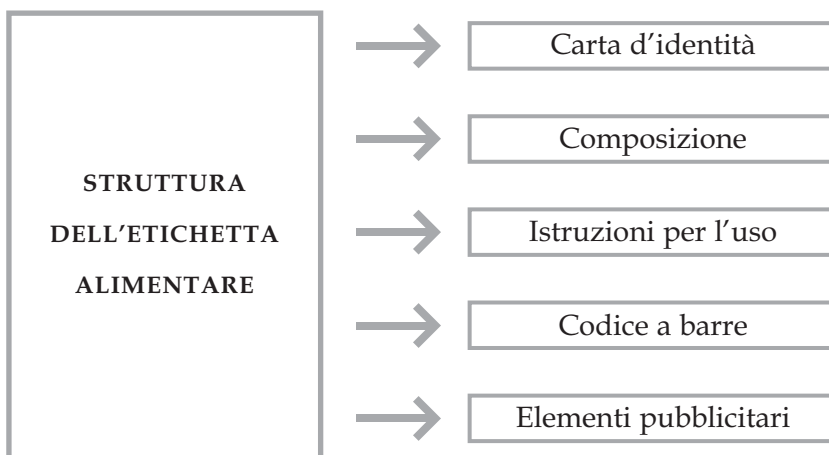 STRUTTURA
DELL’ETICHETTA
ALIMENTARE
Carta d’identità
Composizione
Istruzioni per l’uso
Codice a barre
Elementi pubblicitari